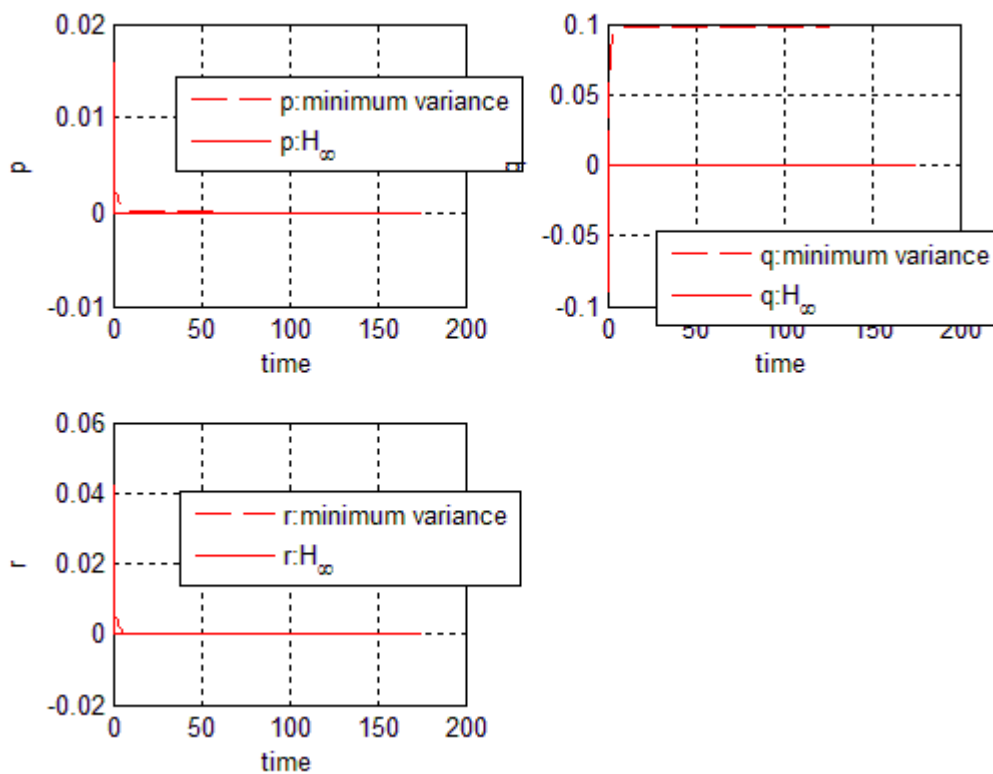 0.02
0.01
0
-0.01
p
p:minimum variance
p:H∞
0 50 100 150 200
time
0.1
0.05
0
-0.05
-0.1
q
q:minimum variance
q:H∞
0 50 100 150 200
time
0.06
0.04
0.02
0
-0.02
r
r:minimum variance
r:H∞
0 50 100 150 200
time